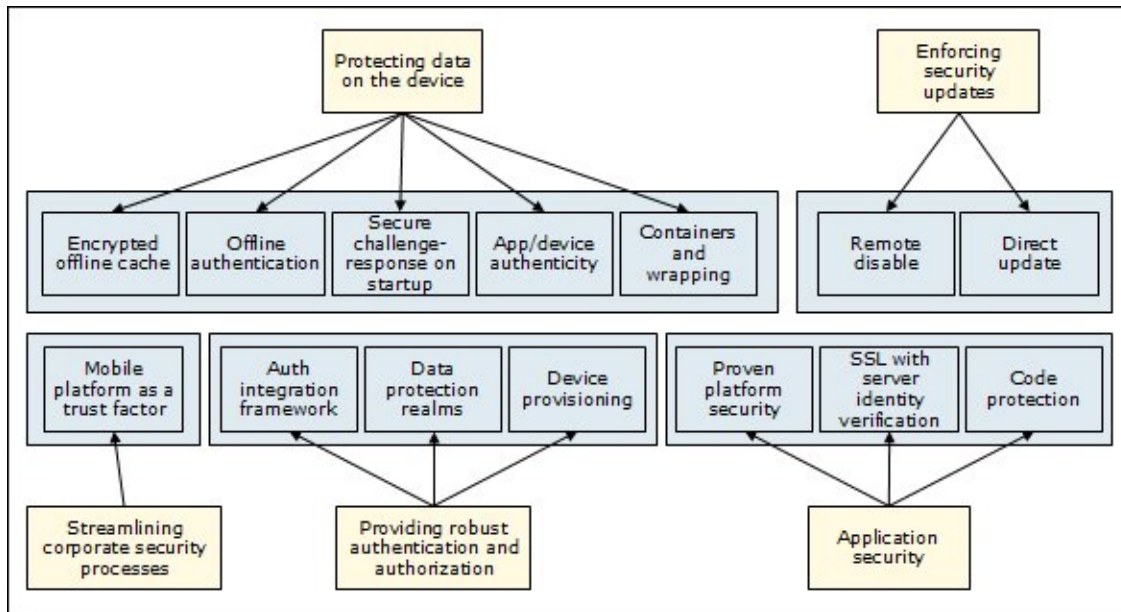 Protecting data
on the device
Enforcing
security
updates
Encrypted
offline cache
Offline
authentication
Secure
challenge-
response on
startup
App/device
authenticity
Containers
and
wrapping
Remote
disable
Direct
update
Mobile
platform as a
trust factor
Auth
integration
framework
Data
protection
realms
Device
provisioning
Proven
platform
security
SSL with
server
identity
verification
Code
protection
Streamlining
corporate security
processes
Providing robust
authentication and
authorization
Application
security